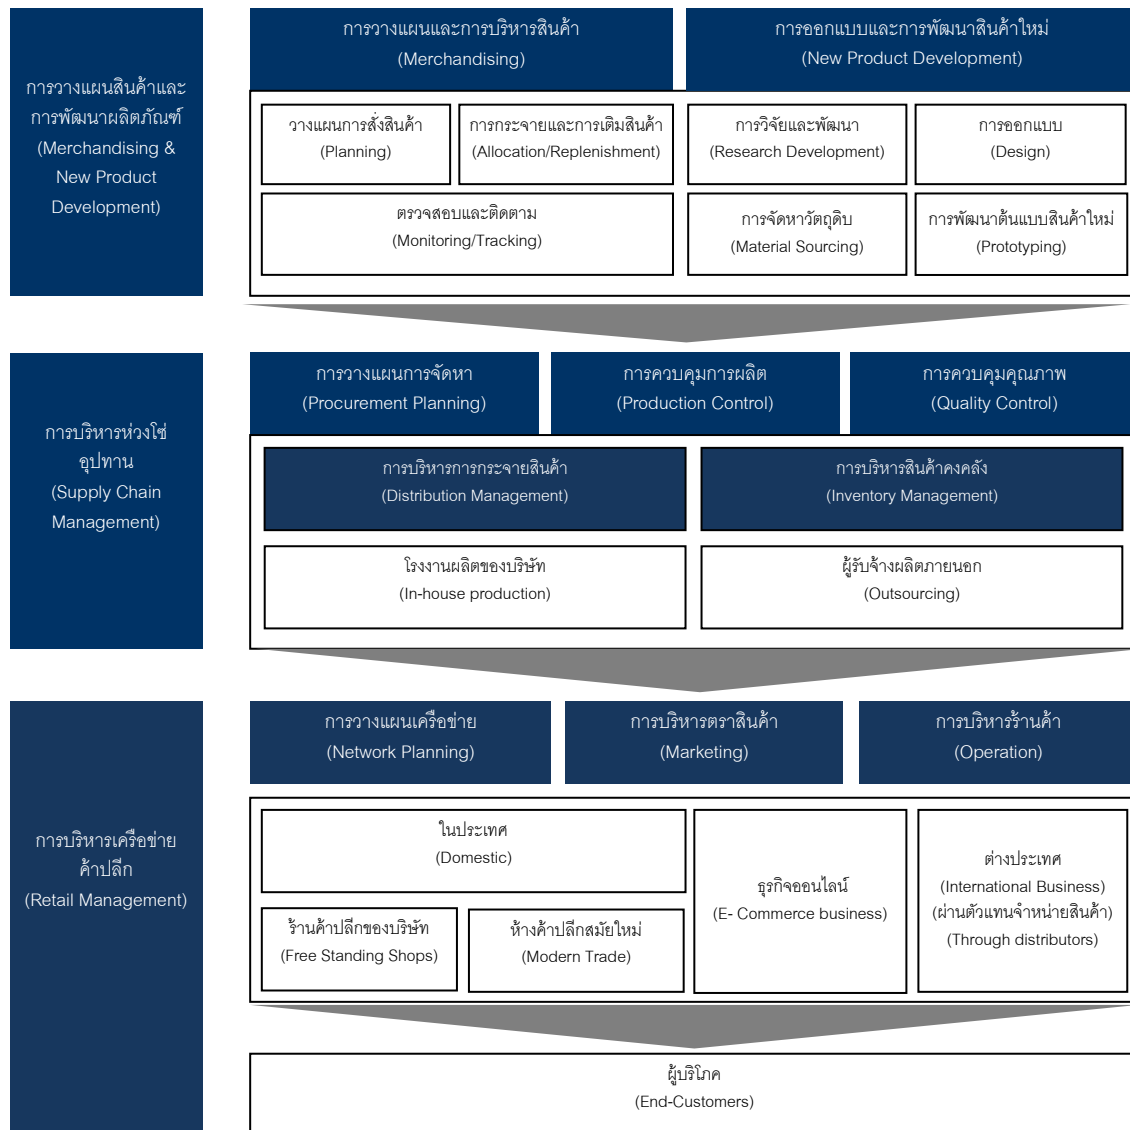 การวางแผนสินค้าและ
การพัฒนาผลิตภัณฑ์
(Merchandising &
New Product
Development)
การวางแผนและการบริหารสินค้า
(Merchandising)
การออกแบบและการพัฒนาสินค้าใหม่
(New Product Development)
วางแผนการสั่งสินค้า
(Planning)
การกระจายและการเติมสินค้า
(Allocation/Replenishment)
การวิจัยและพัฒนา
(Research Development)
การออกแบบ
(Design)
ตรวจสอบและติดตาม
(Monitoring/Tracking)
การจัดหาวัตถุดิบ
(Material Sourcing)
การพัฒนาต้นแบบสินค้าใหม่
(Prototyping)
การบริหารห่วงโซ่
อุปทาน
(Supply Chain
Management)
การวางแผนการจัดหา
(Procurement Planning)
การควบคุมการผลิต
(Production Control)
การควบคุมคุณภาพ
(Quality Control)
การบริหารการกระจายสินค้า
(Distribution Management)
การบริหารสินค้าคงคลัง
(Inventory Management)
โรงงานผลิตของบริษัท
(In-house production)
ผู้รับจ้างผลิตภายนอก
(Outsourcing)
การบริหารเครือข่าย
ค้าปลีก
(Retail Management)
การวางแผนเครือข่าย
(Network Planning)
การบริหารตราสินค้า
(Marketing)
การบริหารร้านค้า
(Operation)
ในประเทศ
(Domestic)
ร้านค้าปลีกของบริษัท
(Free Standing Shops)
ห้างค้าปลีกสมัยใหม่
(Modern Trade)
ธุรกิจออนไลน์
(E- Commerce business)
ต่างประเทศ
(International Business)
(ผ่านตัวแทนจำหน่ายสินค้า)
(Through distributors)
ผู้บริโภค
(End-Customers)